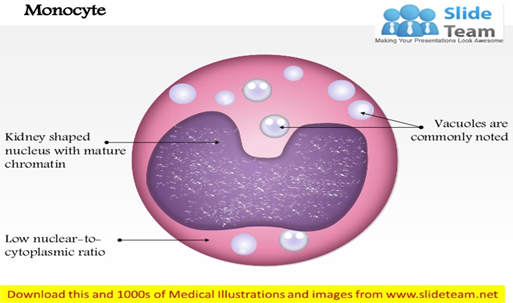 Monocyte
Slide
Team
Making Your Presentations Look Awesome
Kidney shaped
nucleus with mature
chromatin
Vacuoles are
commonly noted
Low nuclear-to-
cytoplasmic ratio
Download this and 1000s of Medical Illustrations and images from www.slideteam.net